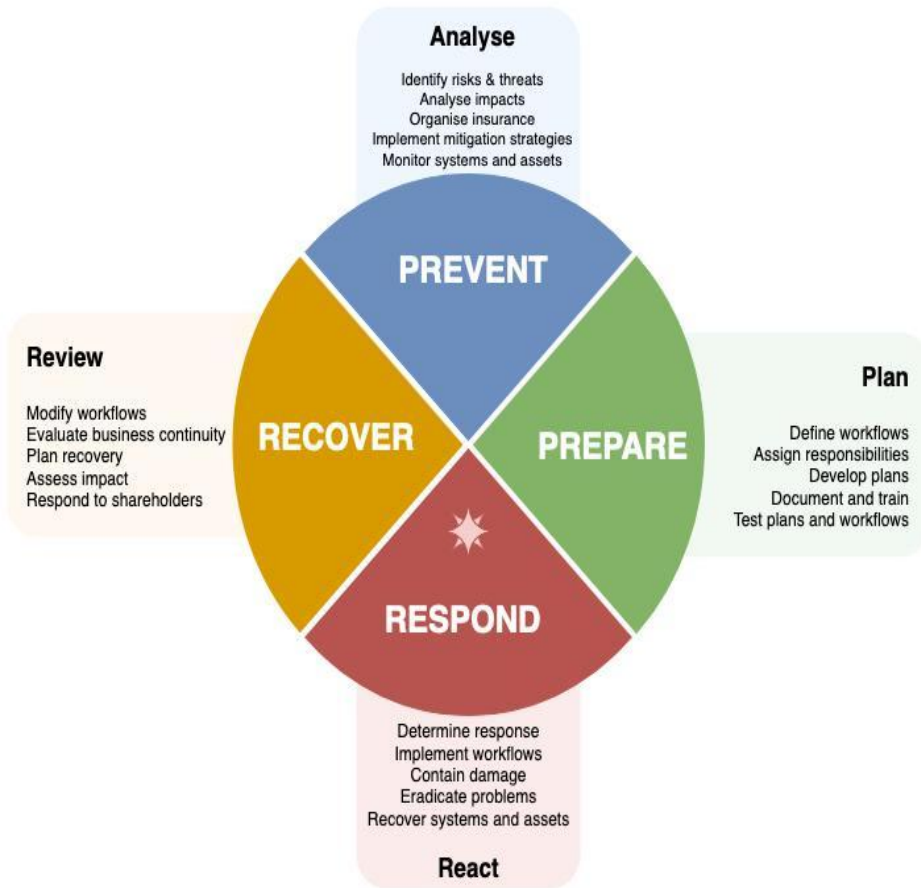 Analyse
Identify risks & threats
Analyse impacts
Organise insurance
Implement mitigation strategies
Monitor systems and assets
PREVENT
Review
Modify workflows
Evaluate business continuity
Plan recovery
Assess impact
Respond to shareholders
RECOVER
PREPARE
Plan
Define workflows
Assign responsibilities
Develop plans
Document and train
Test plans and workflows
RESPOND
Determine response
Implement workflows
Contain damage
Eradicate problems
Recover systems and assets
React